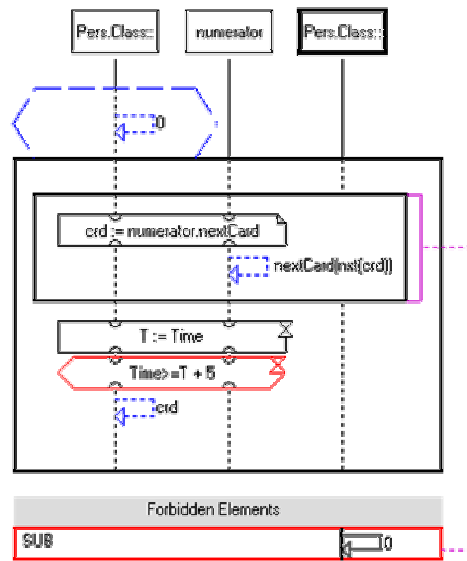 Pers.Class::
numerator
Pers.Class::
0
crd := numerator.nextCard
nextCard(nxt(crd))
T := Time
Time>=T + 5
crd
Forbidden Elements
SUB
0